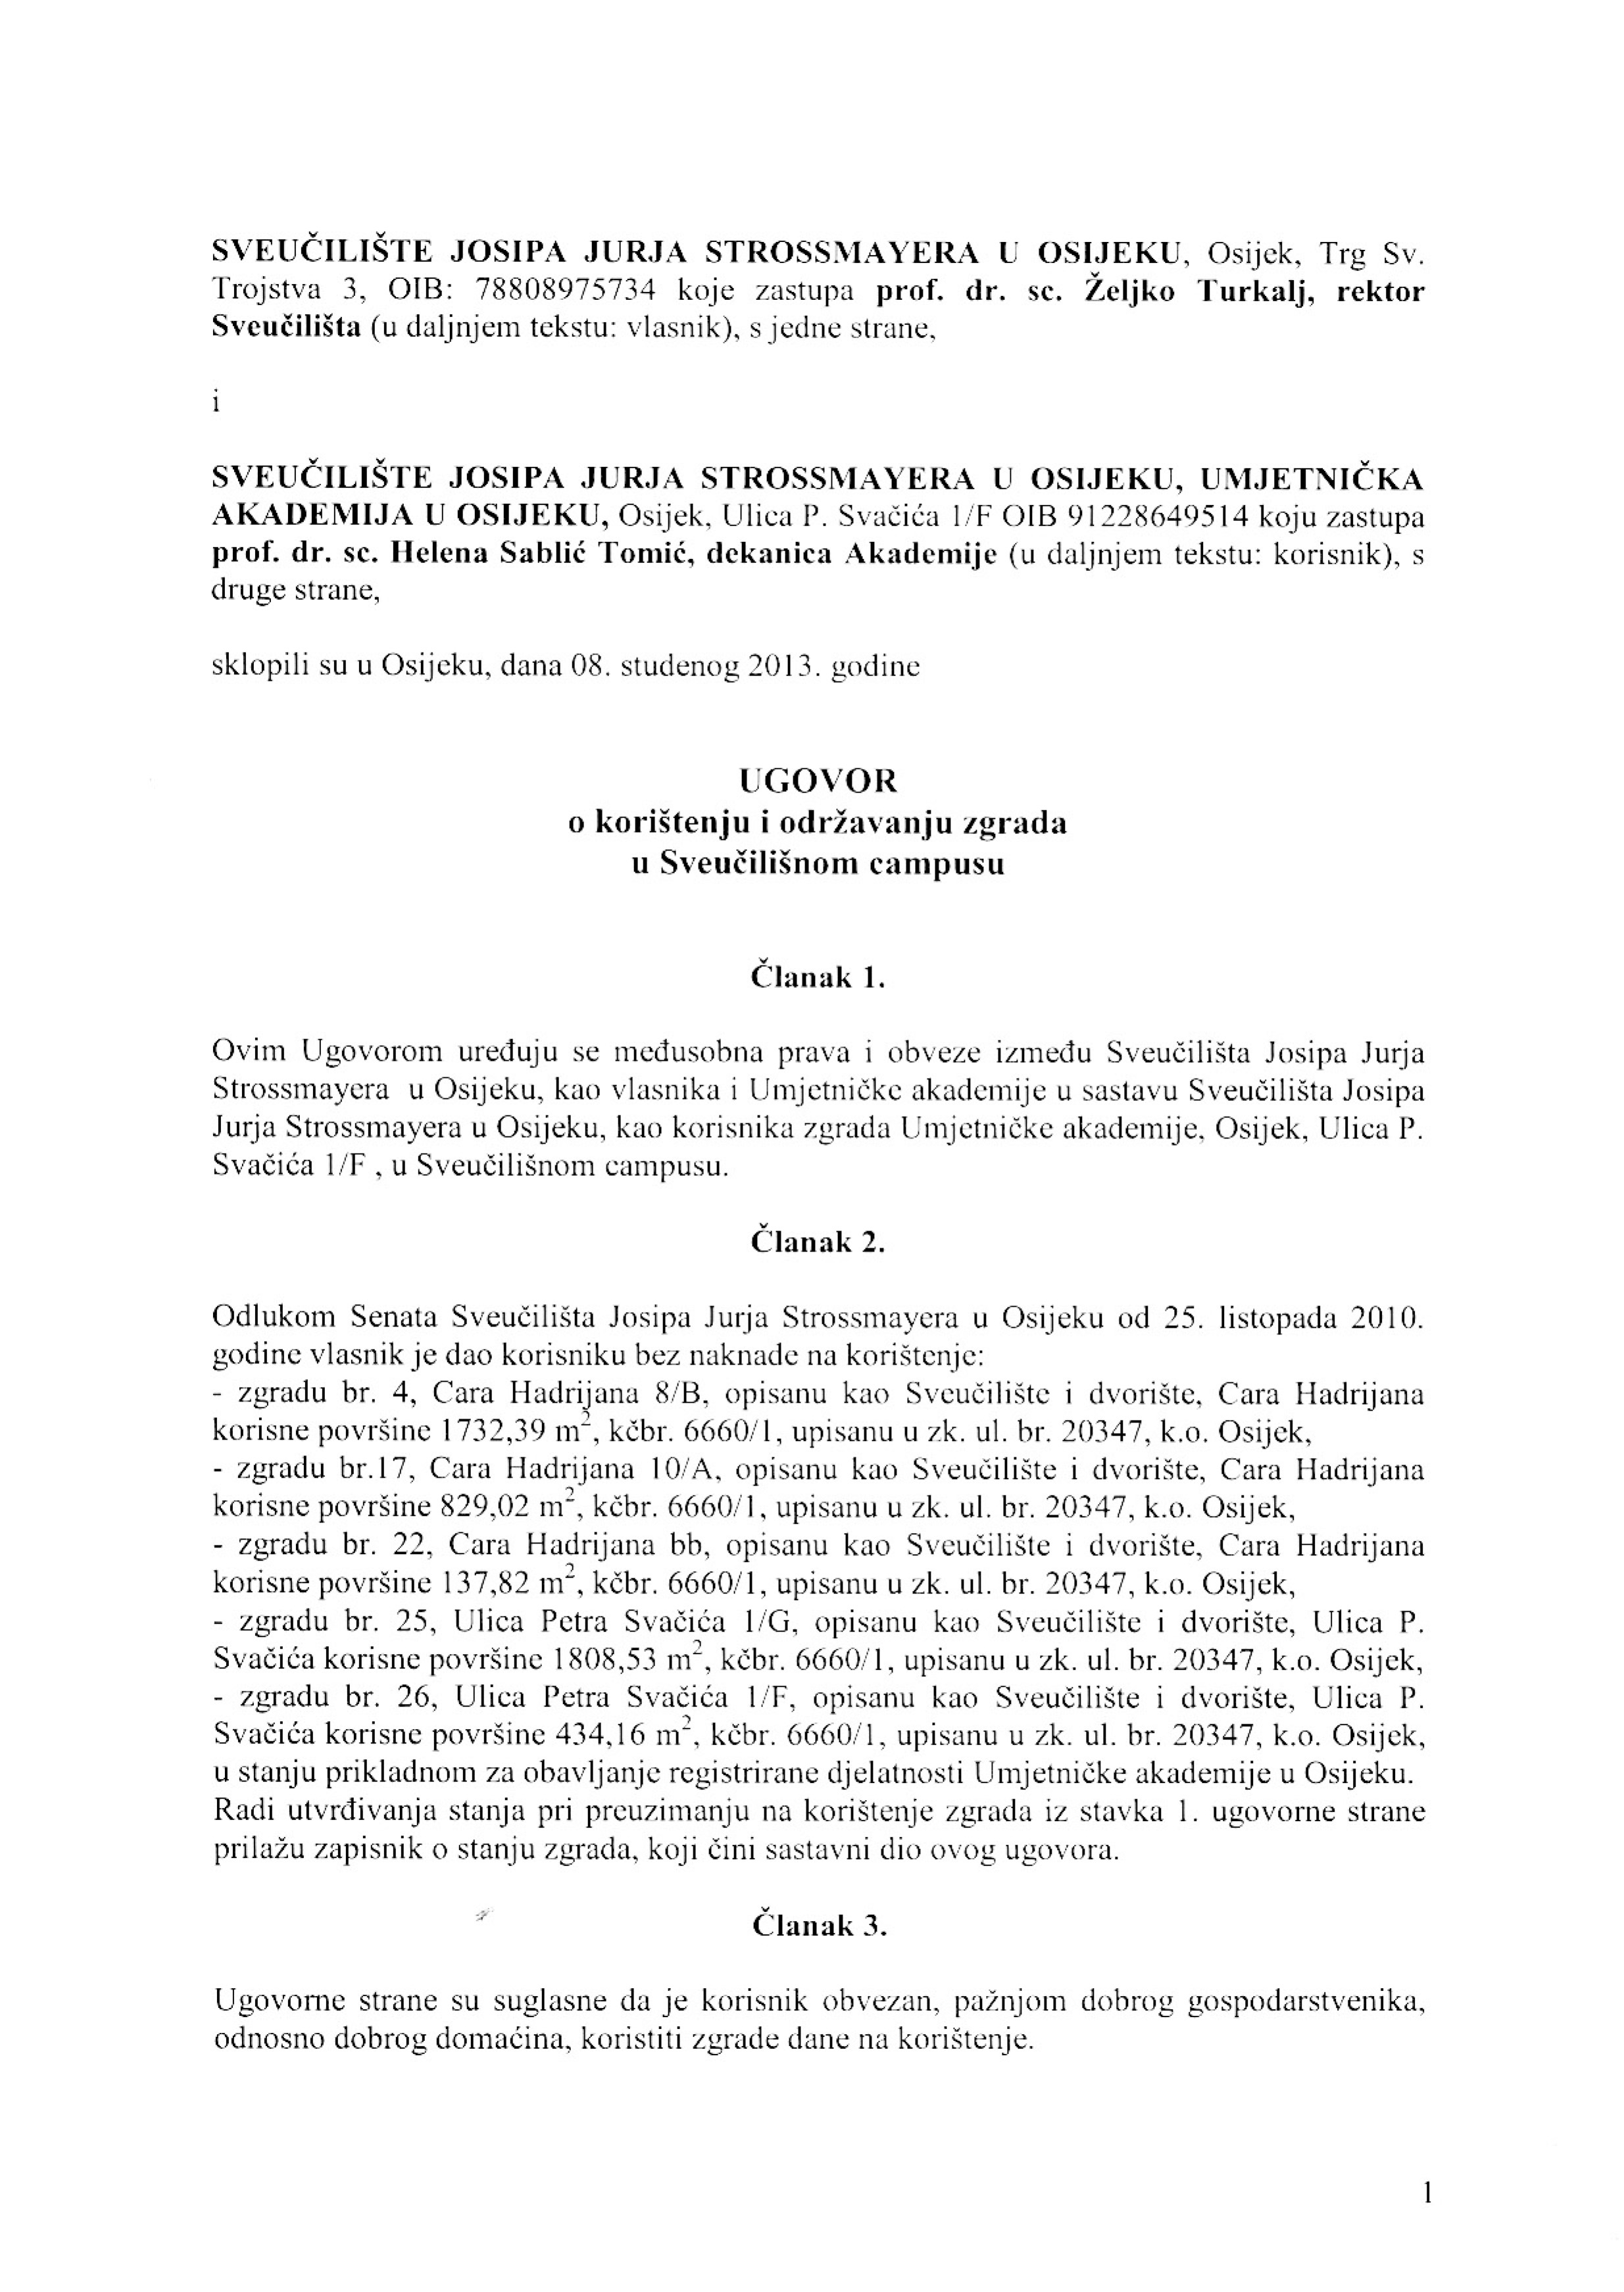 SVEUČILIŠTE JOSIPA JURJA STROSSMAYERA U OSIJEKU, Osijek, Trg Sv.
Trojstva 3, OIB: 78808975734 koje zastupa prof. dr. sc. Željko Turkalj, rektor
Sveučilišta (u daljnjem tekstu: vlasnik), s jedne strane,
i
SVEUČILIŠTE JOSIPA JURJA STROSSMAYERA U OSIJEKU, UMJETNIČKA
AKADEMIJA U OSIJEKU, Osijek, Ulica P. Svačića 1/F OIB 91228649514 koju zastupa
prof. dr. sc. Helena Sablić Tomić, dekanica Akademije (u daljnjem tekstu: korisnik), s
druge strane,
sklopili su u Osijeku, dana 08. studenog 2013. godine
UGOVOR
o korištenju i održavanju zgrada
u Sveučilišnom campusu
Članak 1.
Ovim Ugovorom uređuju se međusobna prava i obveze između Sveučilišta Josipa Jurja
Strossmayera u Osijeku, kao vlasnika i Umjetničke akademije u sastavu Sveučilišta Josipa
Jurja Strossmayera u Osijeku, kao korisnika zgrada Umjetničke akademije, Osijek, Ulica P.
Svačića 1/F , u Sveučilišnom campusu.
Članak 2.
Odlukom Senata Sveučilišta Josipa Jurja Strossmayera u Osijeku od 25. listopada 2010.
godine vlasnik je dao korisniku bez naknade na korištenje:
- zgradu br. 4, Cara Hadrijana 8/B, opisanu kao Sveučilište i dvorište, Cara Hadrijana
korisne površine 1732,39 m², kčbr. 6660/1, upisanu u zk. ul. br. 20347, k.o. Osijek,
- zgradu br.17, Cara Hadrijana 10/A, opisanu kao Sveučilište i dvorište, Cara Hadrijana
korisne površine 829,02 m², kčbr. 6660/1, upisanu u zk. ul. br. 20347, k.o. Osijek,
- zgradu br. 22, Cara Hadrijana bb, opisanu kao Sveučilište i dvorište, Cara Hadrijana
korisne površine 137,82 m², kčbr. 6660/1, upisanu u zk. ul. br. 20347, k.o. Osijek,
- zgradu br. 25, Ulica Petra Svačića 1/G, opisanu kao Sveučilište i dvorište, Ulica P.
Svačića korisne površine 1808,53 m², kčbr. 6660/1, upisanu u zk. ul. br. 20347, k.o. Osijek,
- zgradu br. 26, Ulica Petra Svačića 1/F, opisanu kao Sveučilište i dvorište, Ulica P.
Svačića korisne površine 434,16 m², kčbr. 6660/1, upisanu u zk. ul. br. 20347, k.o. Osijek,
u stanju prikladnom za obavljanje registrirane djelatnosti Umjetničke akademije u Osijeku.
Radi utvrđivanja stanja pri preuzimanju na korištenje zgrada iz stavka 1. ugovorne strane
prilažu zapisnik o stanju zgrada, koji čini sastavni dio ovog ugovora.
Članak 3.
Ugovorne strane su suglasne da je korisnik obvezan, pažnjom dobrog gospodarstvenika,
odnosno dobrog domaćina, koristiti zgrade dane na korištenje.
1